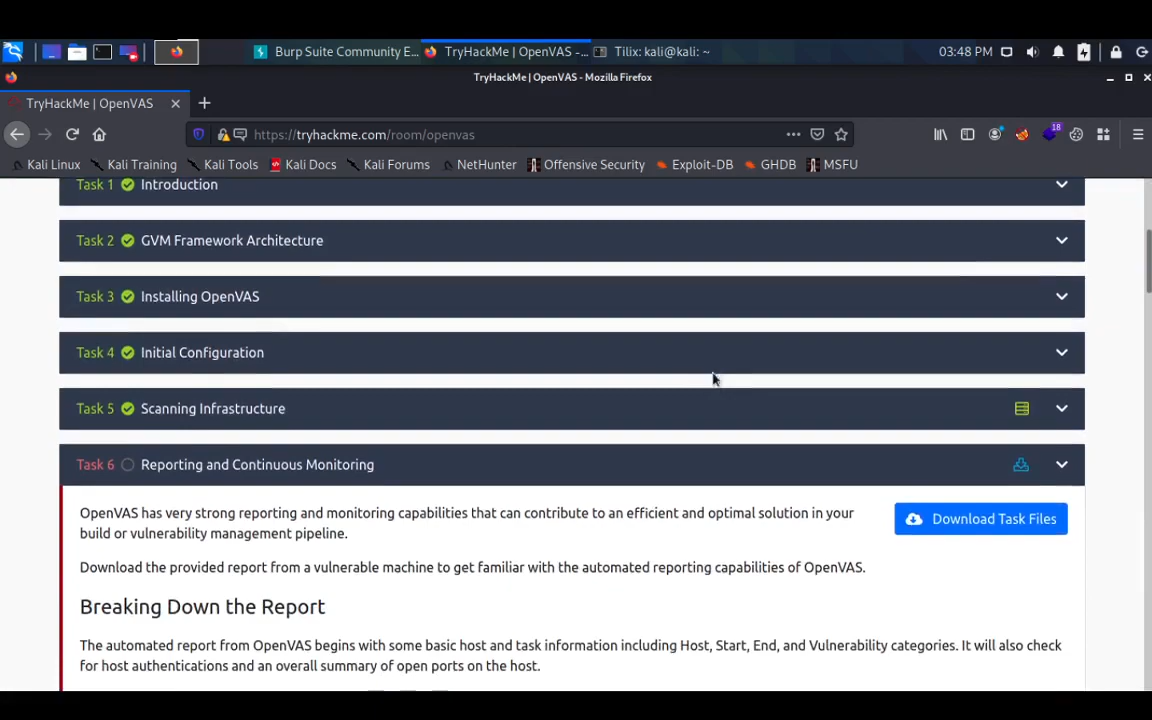 Burp Suite Community E...
TryHackMe | OpenVAS -...
Tilix: kali@kali: ~
03:48 PM
TryHackMe | OpenVAS - Mozilla Firefox
TryHackMe | OpenVAS
https://tryhackme.com/room/openvas
18
Kali Linux
Kali Training
Kali Tools
Kali Docs
Kali Forums
NetHunter
Offensive Security
Exploit-DB
GHDB
MSFU
Task 1 Introduction
Task 2 GVM Framework Architecture
Task 3 Installing OpenVAS
Task 4 Initial Configuration
Task 5 Scanning Infrastructure
Task 6 Reporting and Continuous Monitoring
OpenVAS has very strong reporting and monitoring capabilities that can contribute to an efficient and optimal solution in your
build or vulnerability management pipeline.
Download Task Files
Download the provided report from a vulnerable machine to get familiar with the automated reporting capabilities of OpenVAS.
Breaking Down the Report
The automated report from OpenVAS begins with some basic host and task information including Host, Start, End, and Vulnerability categories. It will also check
for host authentications and an overall summary of open ports on the host.